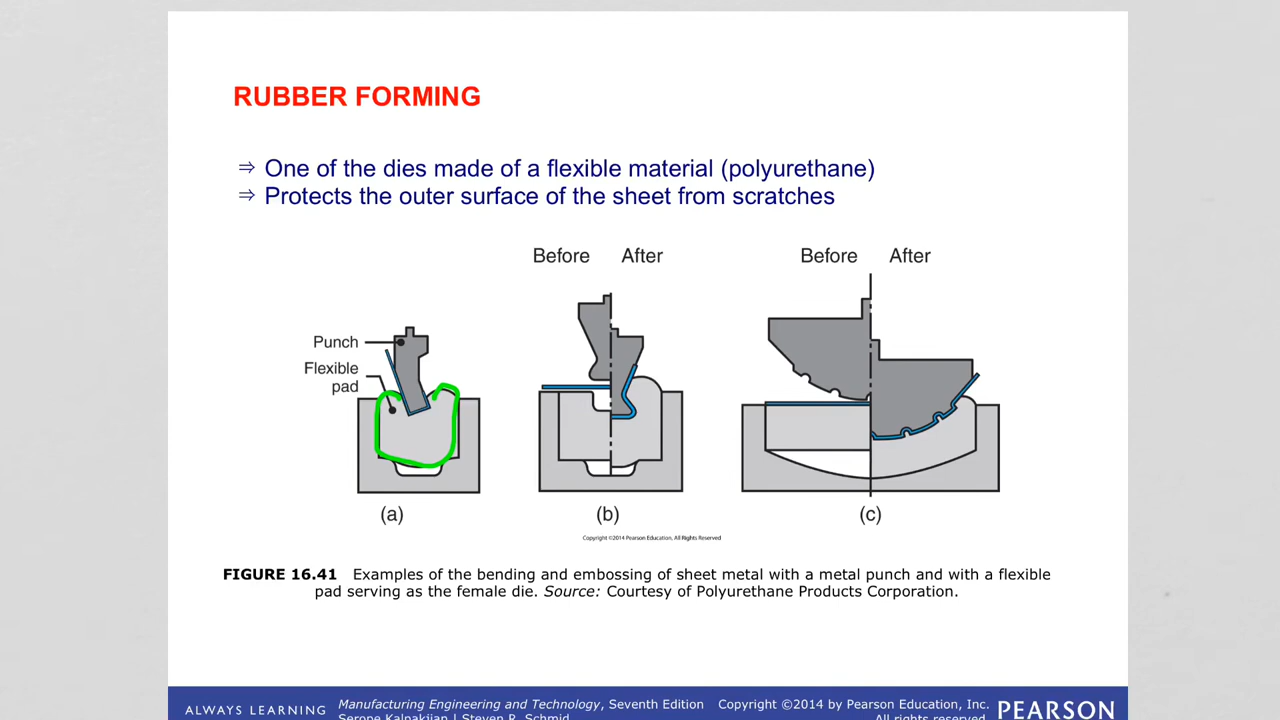 RUBBER FORMING
⇒ One of the dies made of a flexible material (polyurethane)
⇒ Protects the outer surface of the sheet from scratches
Before After
Before After
Punch
Flexible
pad
(a)
(b)
(c)
Copyright ©2014 Pearson Education, All Rights Reserved
FIGURE 16.41 Examples of the bending and embossing of sheet metal with a metal punch and with a flexible
pad serving as the female die. Source: Courtesy of Polyurethane Products Corporation.
ALWAYS LEARNING
Manufacturing Engineering and Technology, Seventh Edition
Serope Kalpakjian | Steven R. Schmid
Copyright ©2014 by Pearson Education, Inc.
All rights reserved.
PEARSON